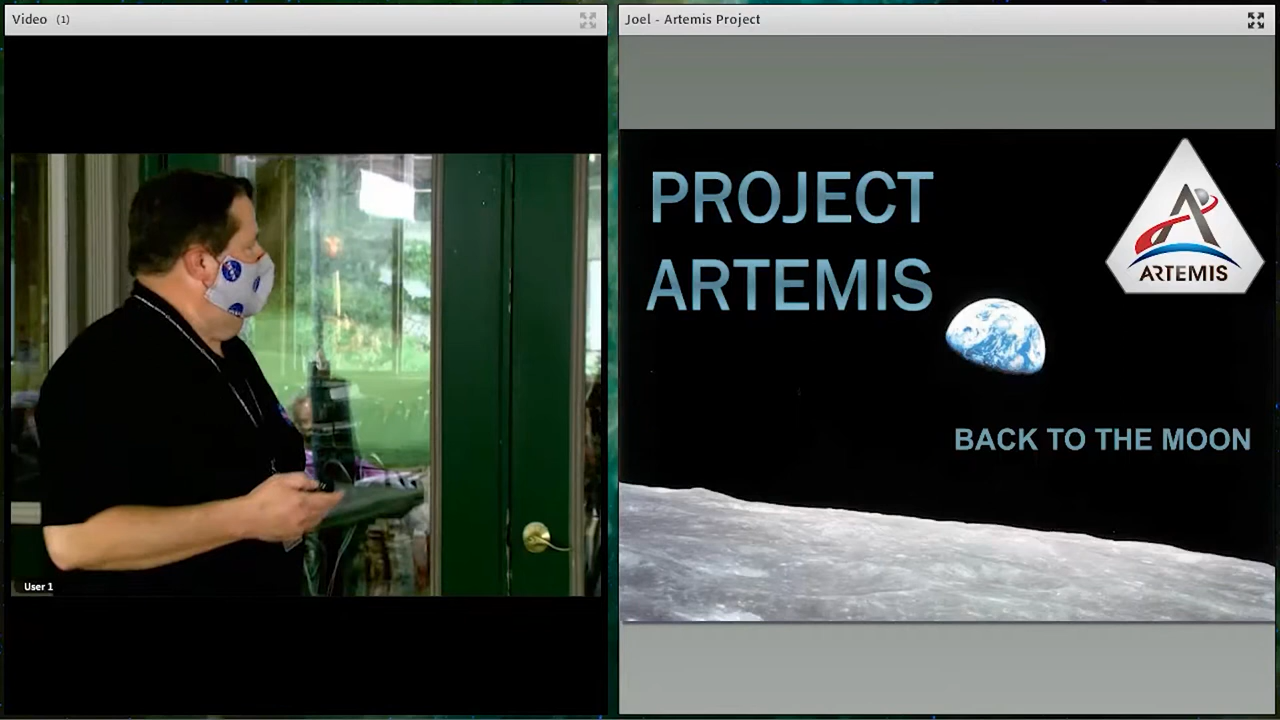 Video (1)
User 1
Joel - Artemis Project
PROJECT
ARTEMIS
ARTEMIS
BACK TO THE MOON